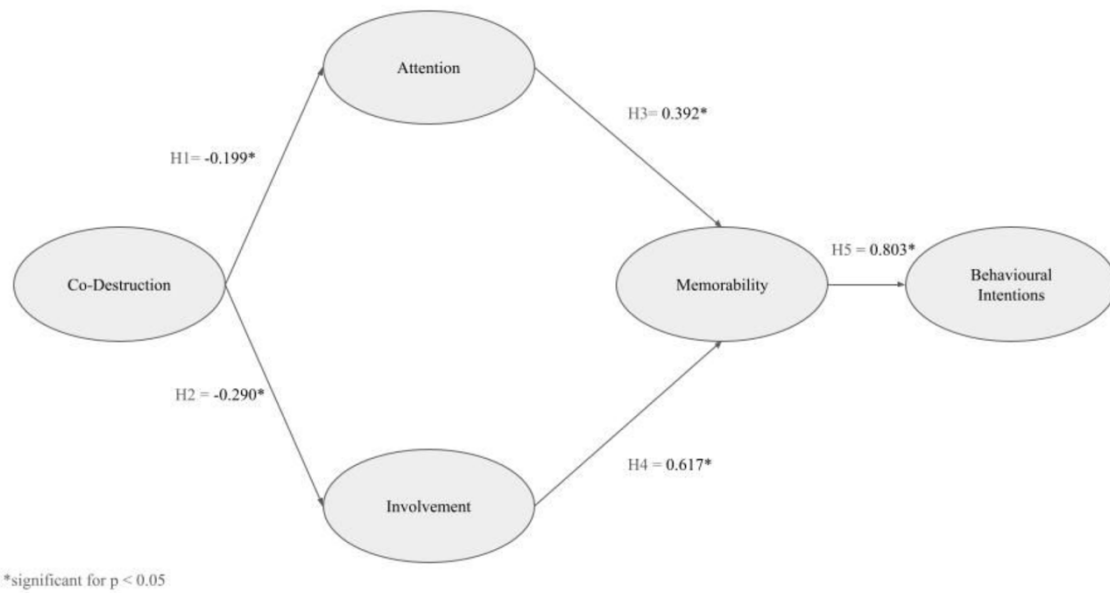 Attention
H3= 0.392*
H1= -0.199*
Co-Destruction
Memorability
H5 = 0.803*
Behavioural
Intentions
H2 = -0.290*
H4 = 0.617*
Involvement
*significant for p < 0.05